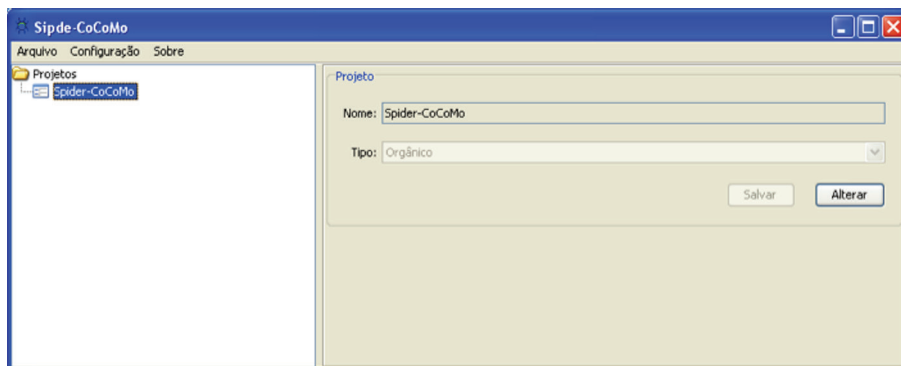 Sipde-CoCoMo
Arquivo Configuração Sobre
Projetos
Spider-CoCoMo
Projeto
Nome: Spider-CoCoMo
Tipo: Orgânico
Salvar Alterar